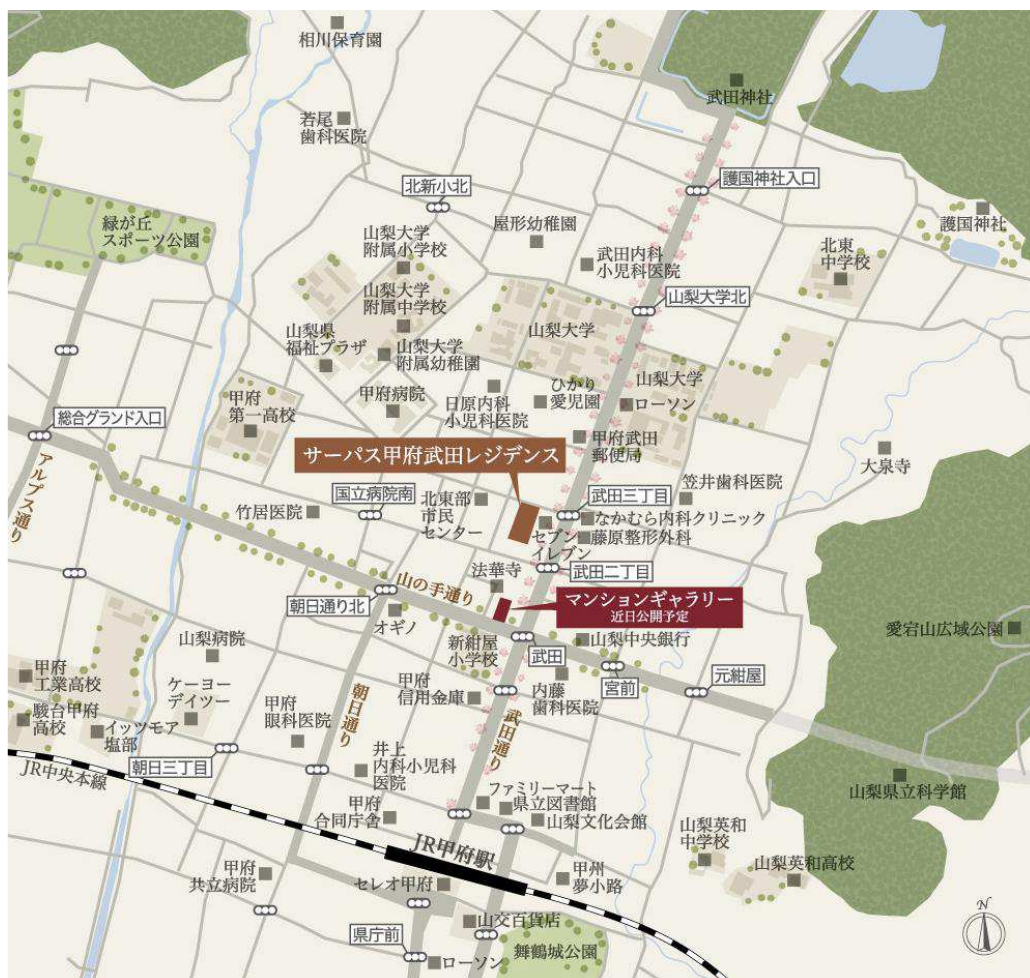 相川保育園
武田神社
若尾
歯科医院
護国神社入口
北新小北
緑が丘
スポーツ公園
山梨大学
附属小学校
屋形幼稚園
武田内科
小児科医院
護国神社
北東
中学校
山梨大学
附属中学校
山梨大学北
山梨県
福祉プラザ
山梨大学
山梨大学
附属幼稚園
ひかり
愛児園
山梨大学
ローソン
甲府
第一高校
甲府病院
日原内科
小児科医院
総合グランド入口
甲府武田
郵便局
サーパス甲府武田レジデンス
大泉寺
アルプス通り
国立病院南
竹居医院
北東部
市民
センター
武田三丁目
笠井歯科医院
なかむら内科クリニック
セブン
イレブン
藤原整形外科
武田二丁目
法華寺
山の手通り
朝日通り北
オギノ
マンションギャラリー
近日公開予定
愛宕山広域公園
山梨病院
新紺屋
小学校
武田
山梨中央銀行
宮前
元紺屋
甲府
工業高校
ケーヨー
デイツー
甲府
信用金庫
内藤
歯科医院
駿台甲府
高校
イッツモア
塩部
甲府
眼科医院
朝日通り
武田通り
朝日三丁目
JR中央本線
井上
内科小児科
医院
ファミリーマート
県立図書館
山梨文化会館
山梨県立科学館
甲府
合同庁舎
山梨英和
中学校
山梨英和高校
JR甲府駅
甲府
共立病院
セレオ甲府
甲州
夢小路
山交百貨店
県庁前
ローソン
舞鶴城公園
N